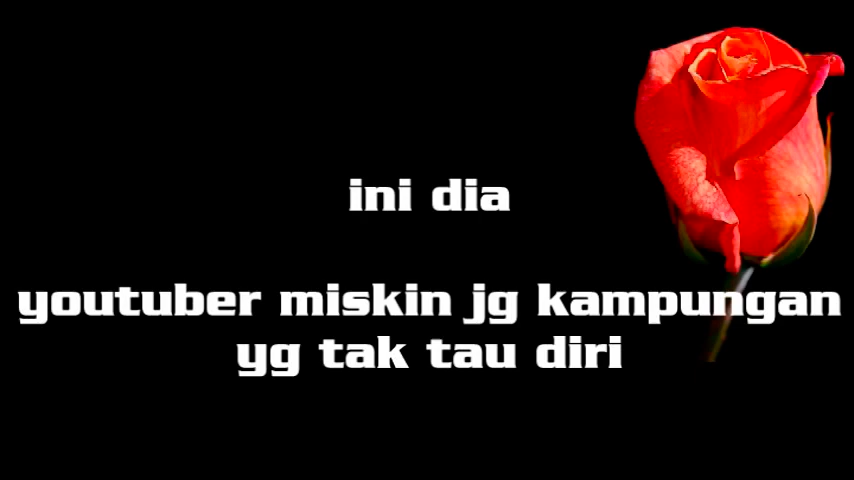 ini dia
youtuber miskin jg kampungan
yg tak tau diri